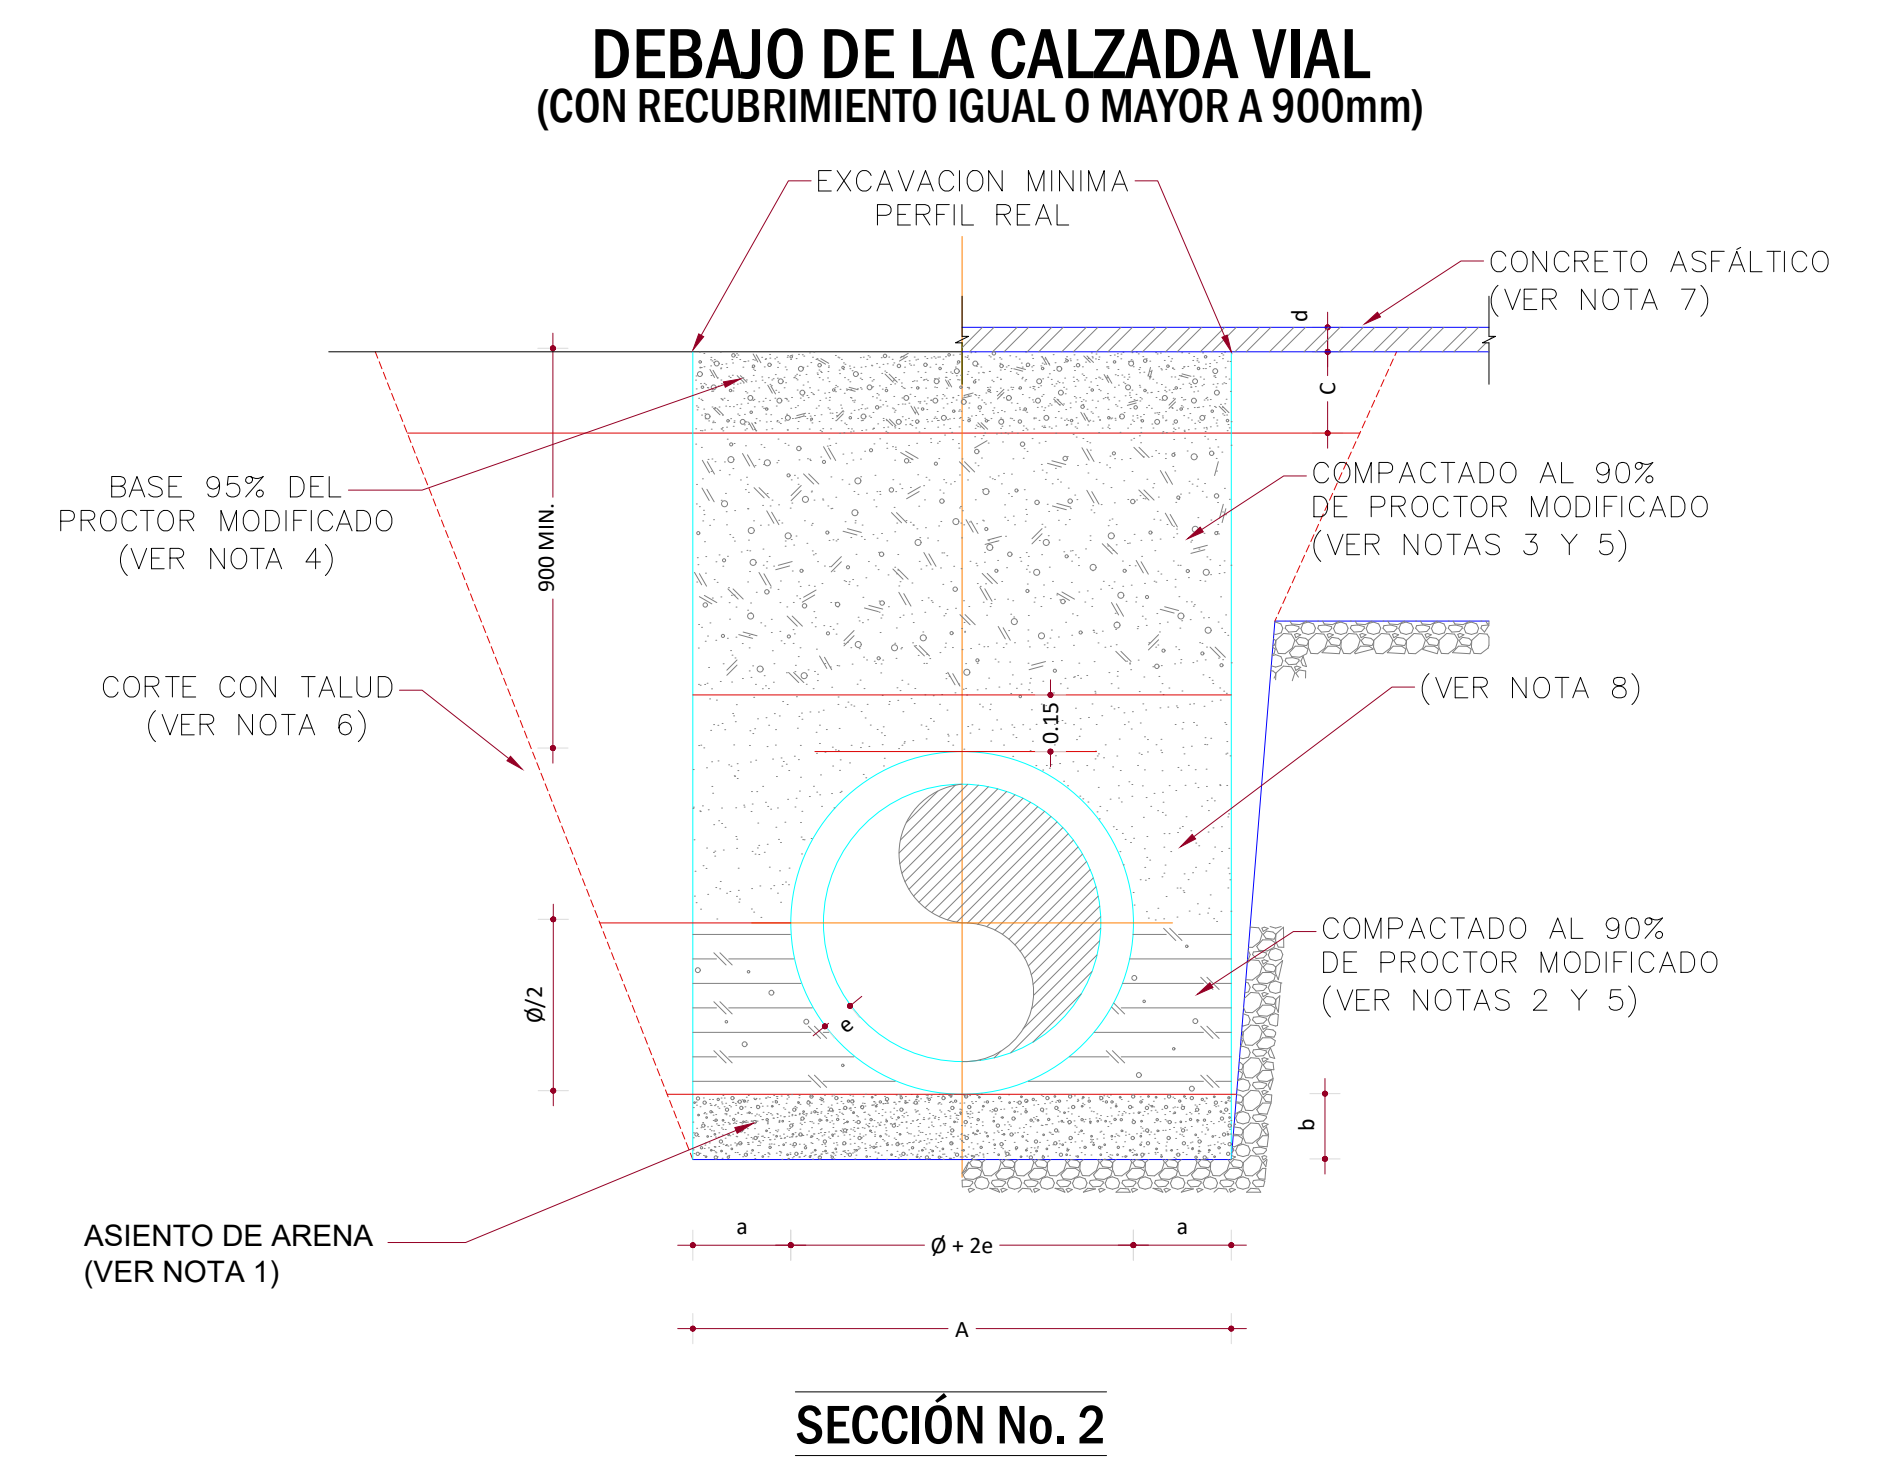 DEBAJO DE LA CALZADA VIAL
(CON RECUBRIMIENTO IGUAL O MAYOR A 900mm)
EXCAVACION MINIMA
PERFIL REAL
CONCRETO ASFÁLTICO
(VER NOTA 7)
d
C
BASE 95% DEL
PROCTOR MODIFICADO
(VER NOTA 4)
900 MIN.
COMPACTADO AL 90%
DE PROCTOR MODIFICADO
(VER NOTAS 3 Y 5)
CORTE CON TALUD
(VER NOTA 6)
(VER NOTA 8)
0.15
COMPACTADO AL 90%
DE PROCTOR MODIFICADO
(VER NOTAS 2 Y 5)
Ø/2
e
b
ASIENTO DE ARENA
(VER NOTA 1)
a
Ø + 2e
a
A
SECCIÓN No. 2